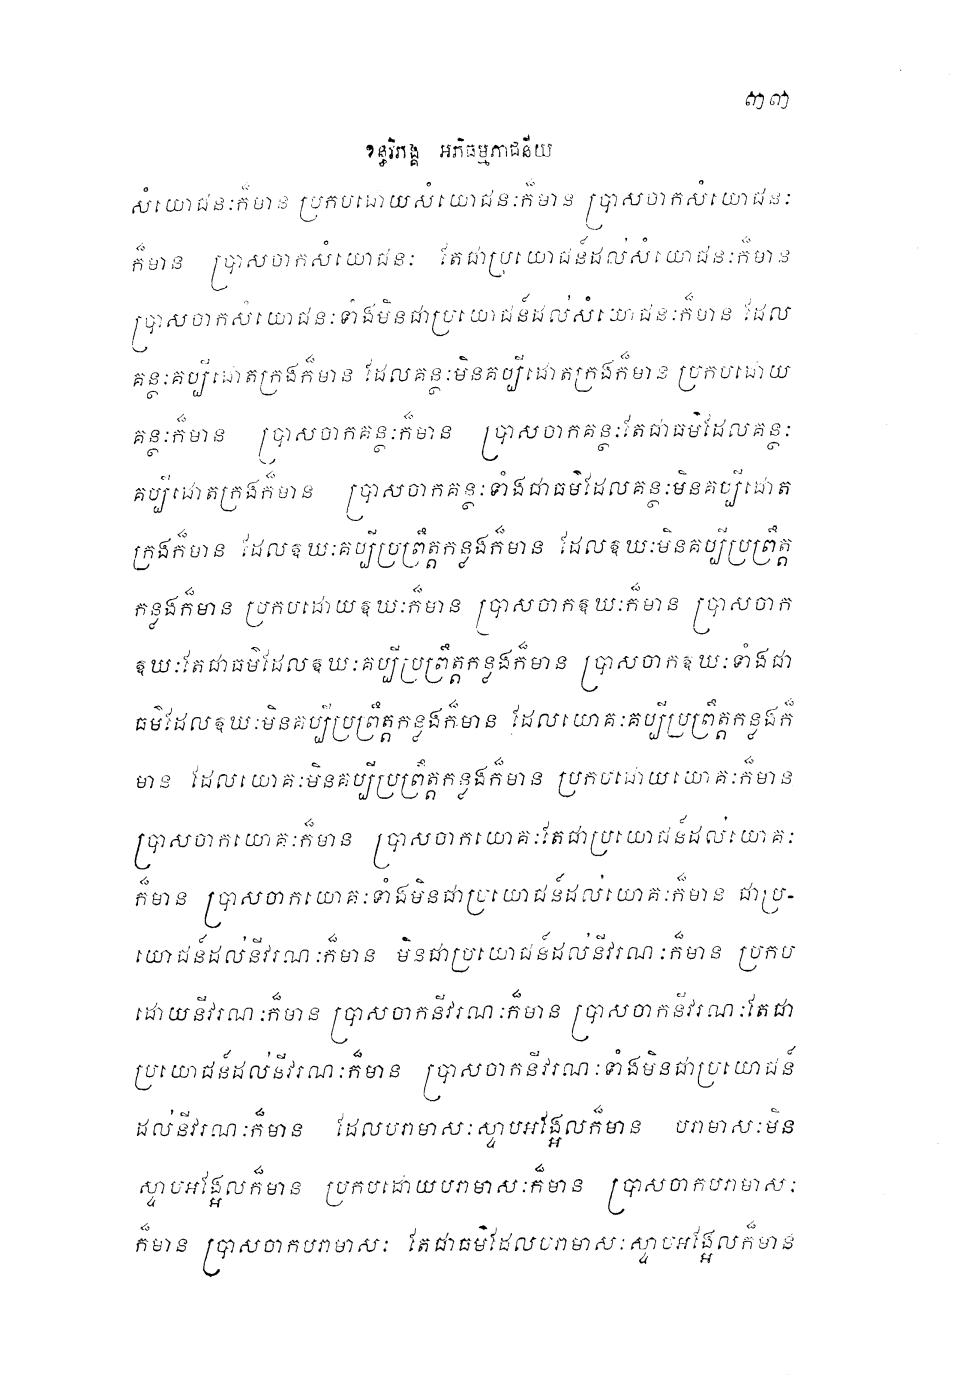 ៣៣
ខន្ធវិភង្គ អភិធម្មភាជនីយ
សំយោជនៈក៏មាន ប្រកបដោយសំយោជនៈក៏មាន ប្រាសចាកសំយោជនៈ
ក៏មាន ប្រាសចាកសំយោជនៈ តែជាប្រយោជន៍ដល់សំយោជនៈក៏មាន
ប្រាសចាកសំយោជនៈទាំងមិនជាប្រយោជន៍ដល់សំយោជនៈក៏មាន ដែល
គន្ថៈគប្បីដោតក្រងក៏មាន ដែលគន្ថៈមិនគប្បីដោតក្រងក៏មាន ប្រកបដោយ
គន្ថៈក៏មាន ប្រាសចាកគន្ថៈក៏មាន ប្រាសចាកគន្ថៈតែជាធម៌ដែលគន្ថៈ
គប្បីដោតក្រងក៏មាន ប្រាសចាកគន្ថៈទាំងជាធម៌ដែលគន្ថៈមិនគប្បីដោត
ក្រងក៏មាន ដែលឱឃៈគប្បីប្រព្រឹត្តកន្លងក៏មាន ដែលឱឃៈមិនគប្បីប្រព្រឹត្ត
កន្លងក៏មាន ប្រកបដោយឱឃៈក៏មាន ប្រាសចាកឱឃៈក៏មាន ប្រាសចាក
ឱឃៈតែជាធម៌ដែលឱឃៈគប្បីប្រព្រឹត្តកន្លងក៏មាន ប្រាសចាកឱឃៈទាំងជា
ធម៌ដែលឱឃៈមិនគប្បីប្រព្រឹត្តកន្លងក៏មាន ដែលយោគៈគប្បីប្រព្រឹត្តកន្លងក៏
មាន ដែលយោគៈមិនគប្បីប្រព្រឹត្តកន្លងក៏មាន ប្រកបដោយយោគៈក៏មាន
ប្រាសចាកយោគៈក៏មាន ប្រាសចាកយោគៈតែជាប្រយោជន៍ដល់យោគៈ
ក៏មាន ប្រាសចាកយោគៈទាំងមិនជាប្រយោជន៍ដល់យោគៈក៏មាន ជាប្រ-
យោជន៍ដល់នីវរណៈក៏មាន មិនជាប្រយោជន៍ដល់នីវរណៈក៏មាន ប្រកប
ដោយនីវរណៈក៏មាន ប្រាសចាកនីវរណៈក៏មាន ប្រាសចាកនីវរណៈតែជា
ប្រយោជន៍ដល់នីវរណៈក៏មាន ប្រាសចាកនីវរណៈទាំងមិនជាប្រយោជន៍
ដល់នីវរណៈក៏មាន ដែលបរាមាសៈស្ទាបអង្អែលក៏មាន បរាមាសៈមិន
ស្ទាបអង្អែលក៏មាន ប្រកបដោយបរាមាសៈក៏មាន ប្រាសចាកបរាមាសៈ
ក៏មាន ប្រាសចាកបរាមាសៈ តែជាធម៌ដែលបរាមាសៈស្ទាបអង្អែលក៏មាន